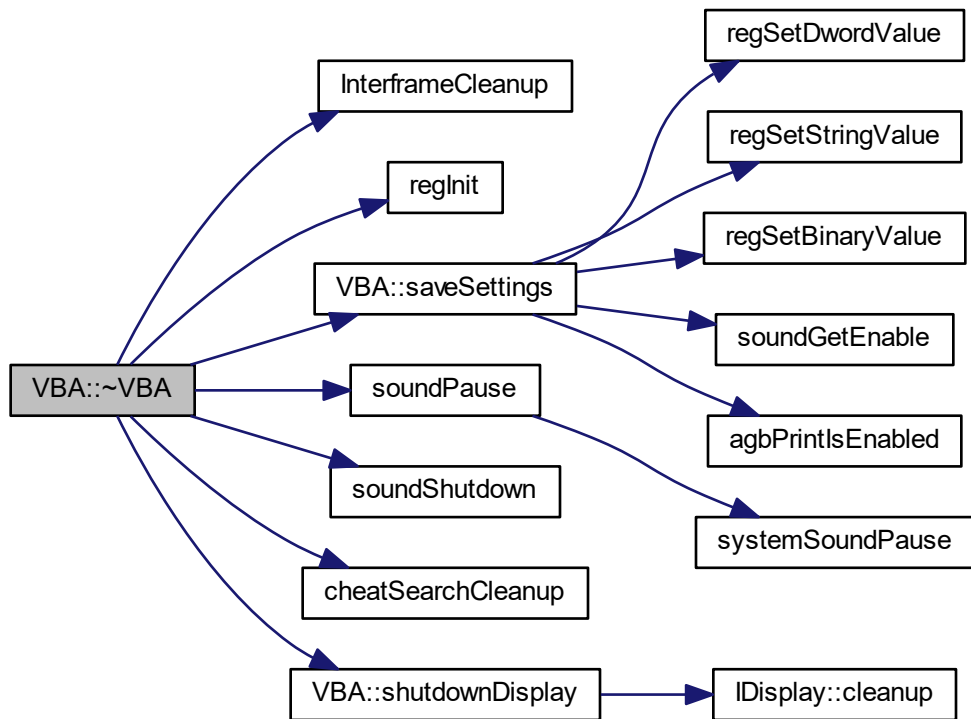 VBA::~VBA
InterframeCleanup
regInit
VBA::saveSettings
soundPause
soundShutdown
cheatSearchCleanup
VBA::shutdownDisplay
regSetDwordValue
regSetStringValue
regSetBinaryValue
soundGetEnable
agbPrintIsEnabled
systemSoundPause
IDisplay::cleanup